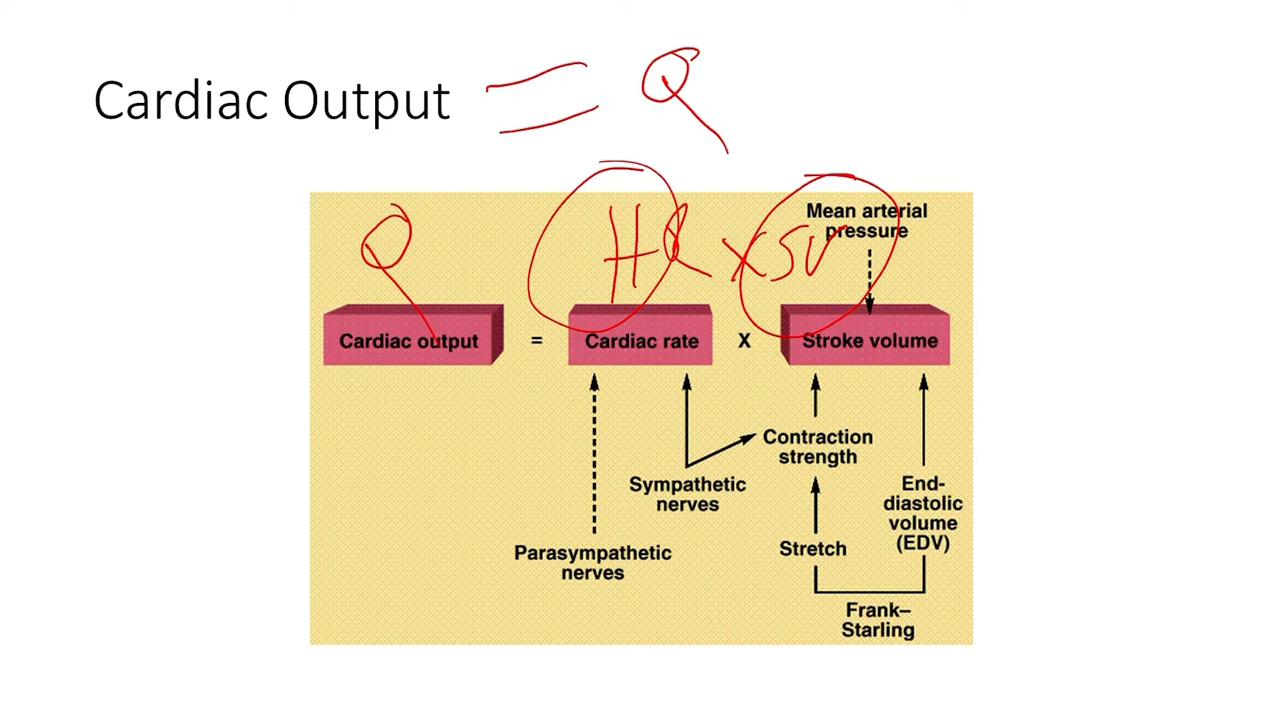 Cardiac Output = Q
Q HR X SV
Mean arterial
pressure
Cardiac output = Cardiac rate X Stroke volume
Contraction
strength
Sympathetic
nerves
End-
diastolic
volume
(EDV)
Parasympathetic
nerves
Stretch
Frank–
Starling